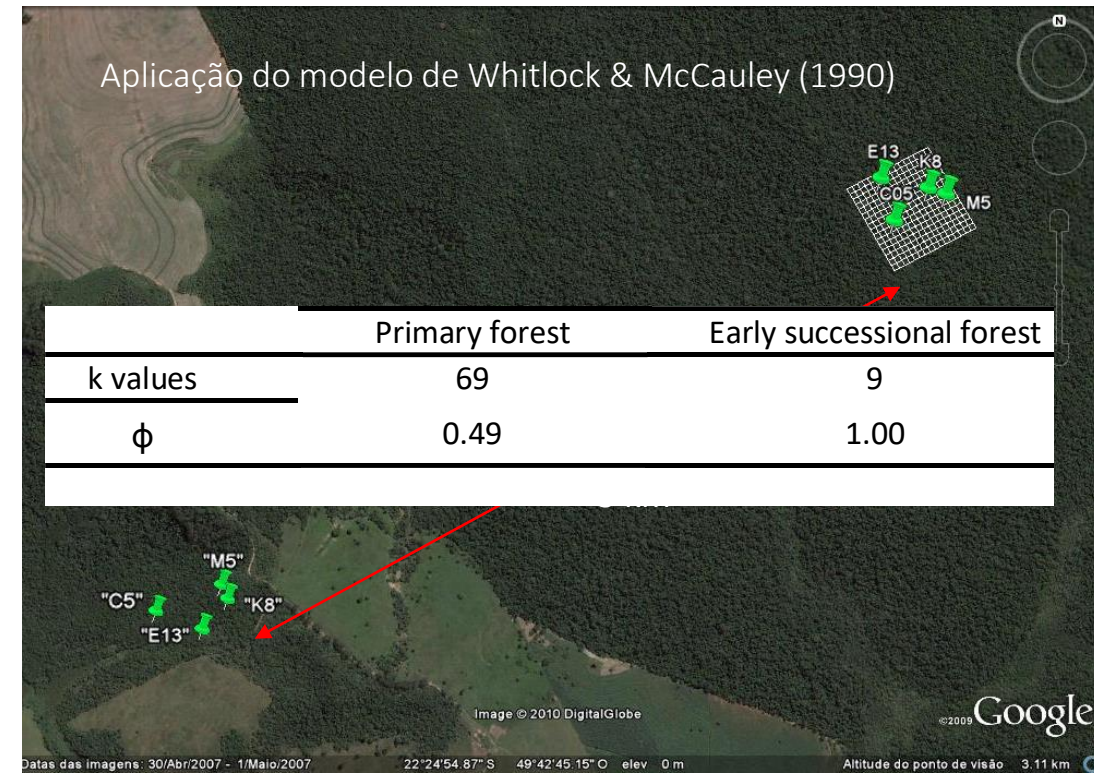 N
Aplicação do modelo de Whitlock & McCauley (1990)
E13
K8
C05
M5
Primary forest Early successional forest
k values 69 9
ϕ 0.49 1.00
"M5"
"C5"
"K8"
"E13"
Image © 2010 DigitalGlobe
©2009 Google
Datas das imagens: 30/Abr/2007 - 1/Maio/2007 22°24'54.87" S 49°42'45.15" O elev 0 m Altitude do ponto de visão 3.11 km